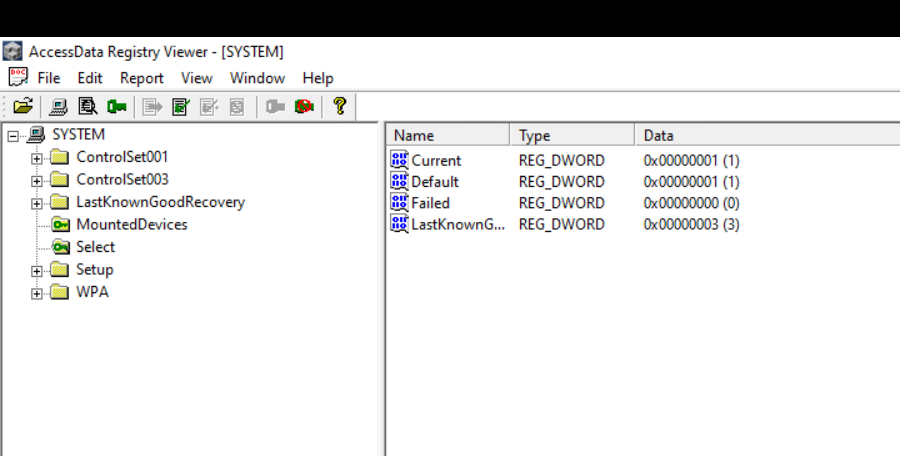 AccessData Registry Viewer - [SYSTEM]
File Edit Report View Window Help
SYSTEM
ControlSet001
ControlSet003
LastKnownGoodRecovery
MountedDevices
Select
Setup
WPA
Name Type Data
Current REG_DWORD 0x00000001 (1)
Default REG_DWORD 0x00000001 (1)
Failed REG_DWORD 0x00000000 (0)
LastKnownG... REG_DWORD 0x00000003 (3)